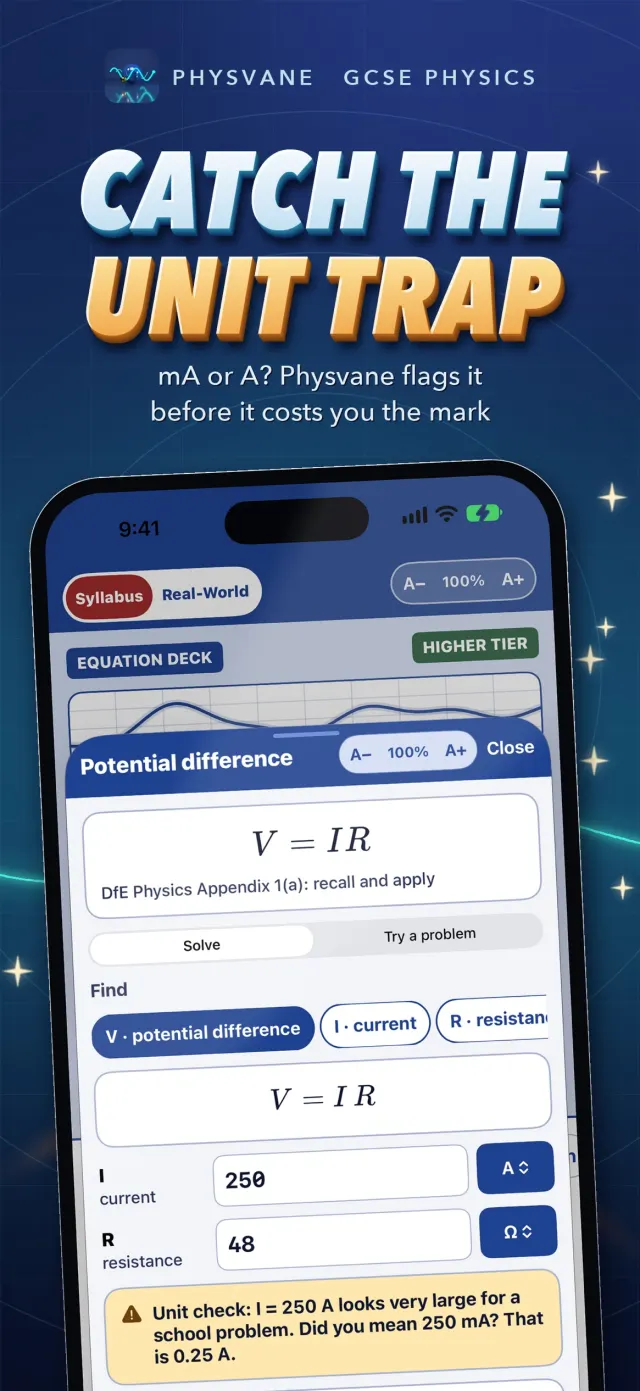 PHYSVANE GCSE PHYSICS
CATCH THE
UNIT TRAP
mA or A? Physvane flags it
before it costs you the mark
9:41
Syllabus Real-World A− 100% A+
EQUATION DECK HIGHER TIER
Potential difference A− 100% A+ Close
V = IR
DfE Physics Appendix 1(a): recall and apply
Solve Try a problem
Find
V · potential difference I · current R · resistan
V = I R
I
current
250 A
R
resistance
48 Ω
Unit check: I = 250 A looks very large for a
school problem. Did you mean 250 mA? That
is 0.25 A.